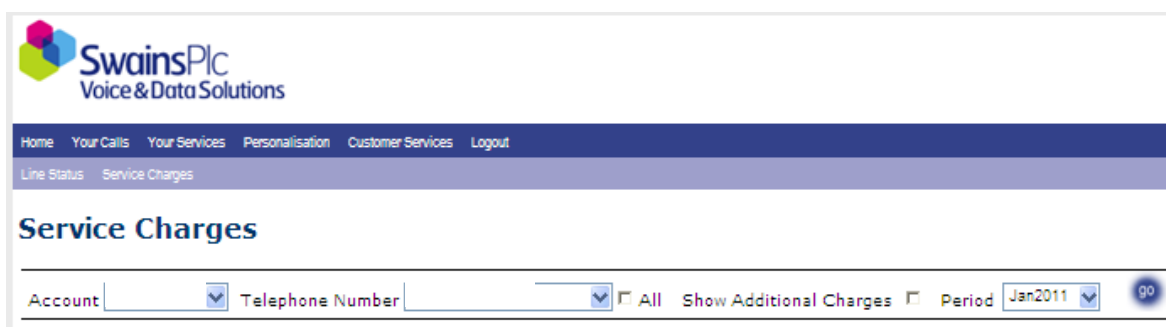 SwainsPlc
Voice & Data Solutions
Home Your Calls Your Services Personalisation Customer Services Logout
Line Status Service Charges
Service Charges
Account Telephone Number All Show Additional Charges Period Jan2011 go